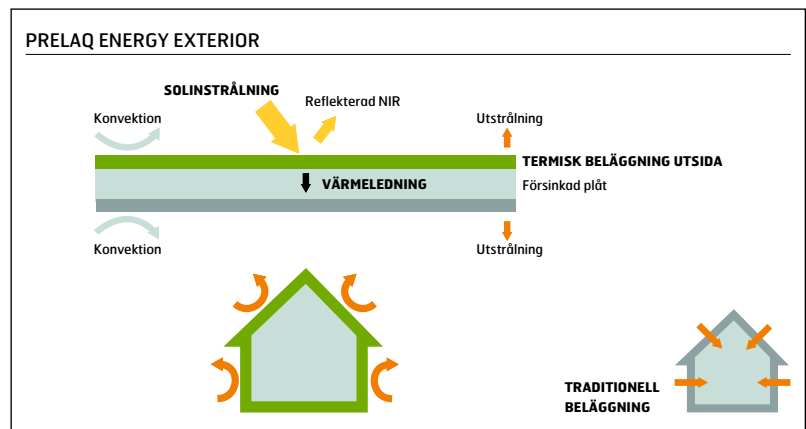 PRELAQ ENERGY EXTERIOR
SOLINSTRÅLNING
Reflekterad NIR
Konvektion
Utstrålning
TERMISK BELÄGGNING UTSIDA
VÄRMELEDNING
Försinkad plåt
Konvektion
Utstrålning
TRADITIONELL
BELÄGGNING